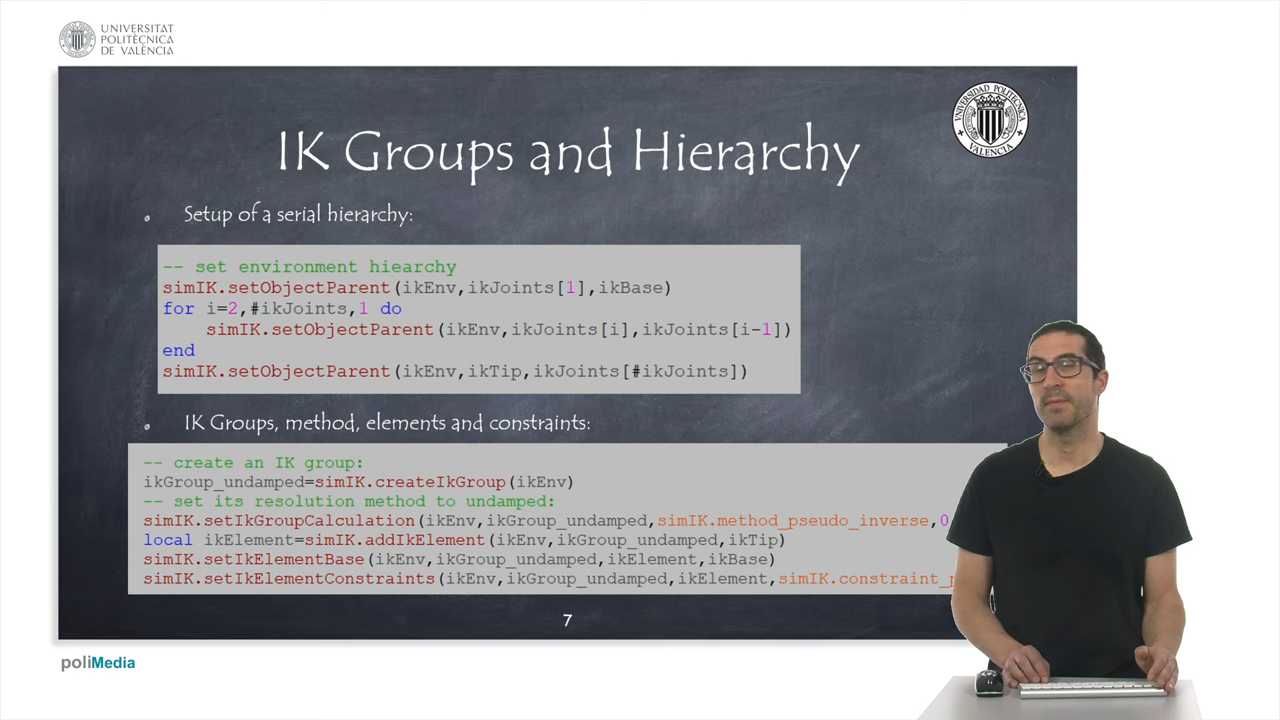 UNIVERSITAT
POLITÈCNICA
DE VALÈNCIA
UNIVERSIDAD POLITECNICA
VALENCIA
IK Groups and Hierarchy
Setup of a serial hierarchy:
-- set environment hiearchy
simIK.setObjectParent(ikEnv,ikJoints[1],ikBase)
for i=2,#ikJoints,1 do
simIK.setObjectParent(ikEnv,ikJoints[i],ikJoints[i-1])
end
simIK.setObjectParent(ikEnv,ikTip,ikJoints[#ikJoints])
IK Groups, method, elements and constraints:
-- create an IK group:
ikGroup_undamped=simIK.createIkGroup(ikEnv)
-- set its resolution method to undamped:
simIK.setIkGroupCalculation(ikEnv,ikGroup_undamped,simIK.method_pseudo_inverse,0
local ikElement=simIK.addIkElement(ikEnv,ikGroup_undamped,ikTip)
simIK.setIkElementBase(ikEnv,ikGroup_undamped,ikElement,ikBase)
simIK.setIkElementConstraints(ikEnv,ikGroup_undamped,ikElement,simIK.constraint_
7
poliMedia